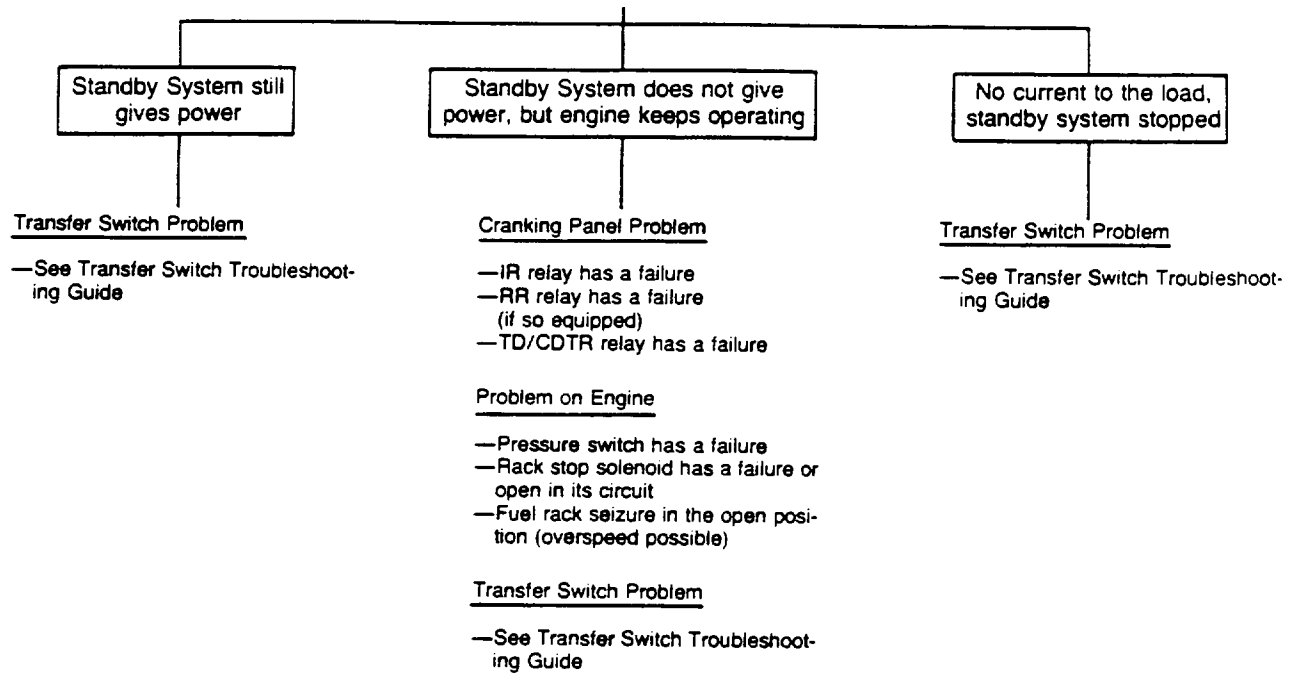 Standby System still
gives power
Transfer Switch Problem
—See Transfer Switch Troubleshoot-
ing Guide
Standby System does not give
power, but engine keeps operating
Cranking Panel Problem
—IR relay has a failure
—RR relay has a failure
(if so equipped)
—TD/CDTR relay has a failure
Problem on Engine
—Pressure switch has a failure
—Rack stop solenoid has a failure or
open in its circuit
—Fuel rack seizure in the open posi-
tion (overspeed possible)
Transfer Switch Problem
—See Transfer Switch Troubleshoot-
ing Guide
No current to the load,
standby system stopped
Transfer Switch Problem
—See Transfer Switch Troubleshoot-
ing Guide